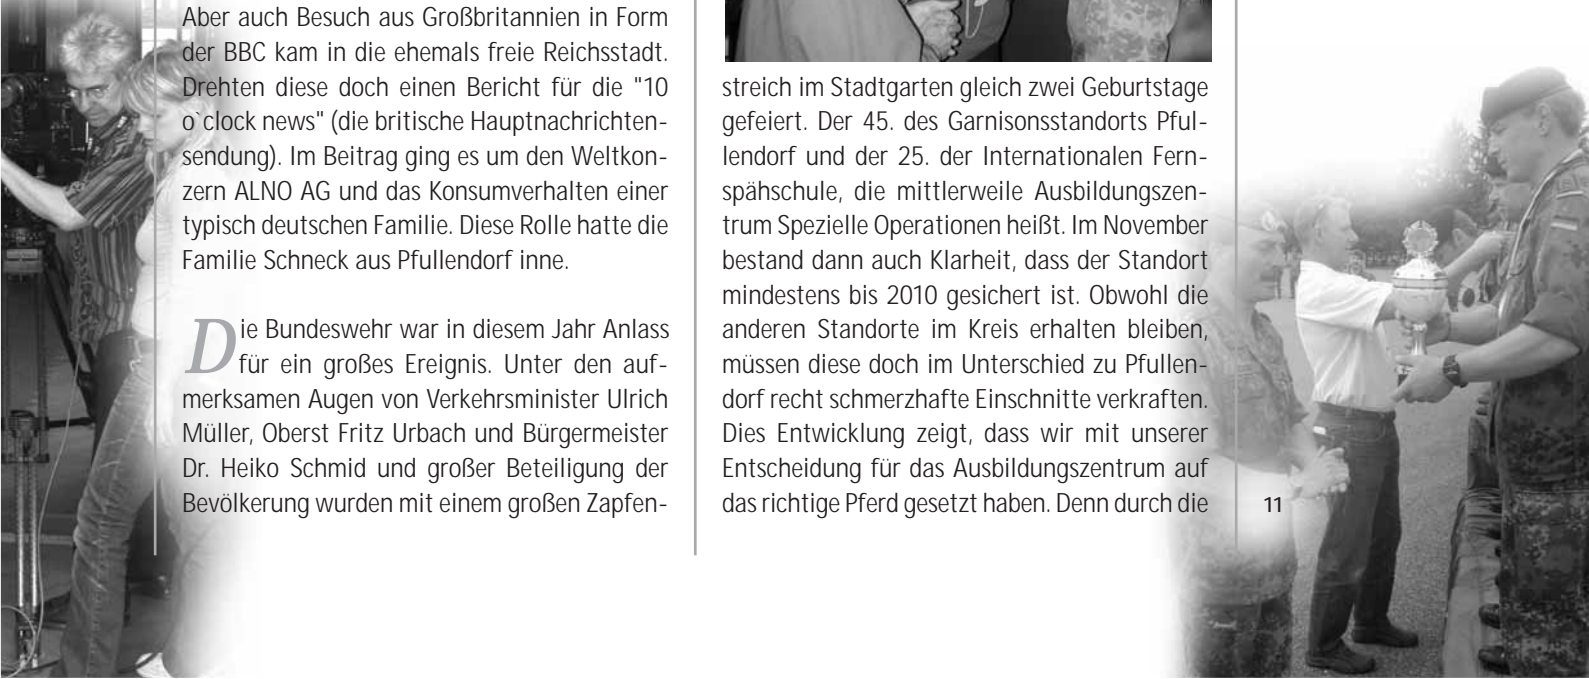 Aber auch Besuch aus Großbritannien in Form
der BBC kam in die ehemals freie Reichsstadt.
Drehten diese doch einen Bericht für die "10
o`clock news" (die britische Hauptnachrichten-
sendung). Im Beitrag ging es um den Weltkon-
zern ALNO AG und das Konsumverhalten einer
typisch deutschen Familie. Diese Rolle hatte die
Familie Schneck aus Pfullendorf inne.
Die Bundeswehr war in diesem Jahr Anlass
für ein großes Ereignis. Unter den auf-
merksamen Augen von Verkehrsminister Ulrich
Müller, Oberst Fritz Urbach und Bürgermeister
Dr. Heiko Schmid und großer Beteiligung der
Bevölkerung wurden mit einem großen Zapfen-
streich im Stadtgarten gleich zwei Geburtstage
gefeiert. Der 45. des Garnisonsstandorts Pful-
lendorf und der 25. der Internationalen Fern-
spähschule, die mittlerweile Ausbildungszen-
trum Spezielle Operationen heißt. Im November
bestand dann auch Klarheit, dass der Standort
mindestens bis 2010 gesichert ist. Obwohl die
anderen Standorte im Kreis erhalten bleiben,
müssen diese doch im Unterschied zu Pfullen-
dorf recht schmerzhafte Einschnitte verkraften.
Dies Entwicklung zeigt, dass wir mit unserer
Entscheidung für das Ausbildungszentrum auf
das richtige Pferd gesetzt haben. Denn durch die
11